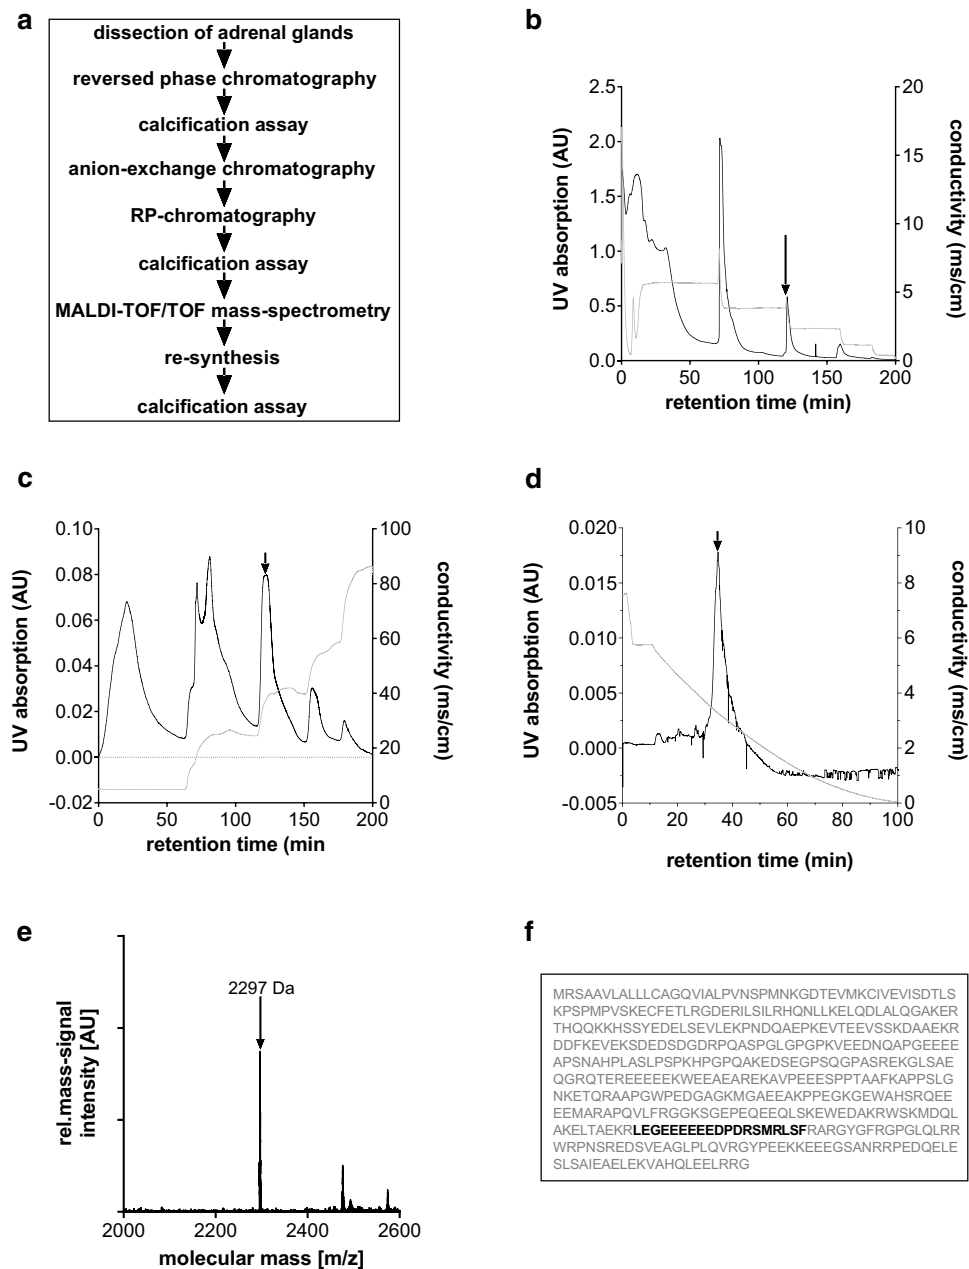 a
dissection of adrenal glands
reversed phase chromatography
calcification assay
anion-exchange chromatography
RP-chromatography
calcification assay
MALDI-TOF/TOF mass-spectrometry
re-synthesis
calcification assay
b
UV absorption (AU)
2.5
2.0
1.5
1.0
0.5
0.0
0 50 100 150 200
retention time (min)
20
15
10
5
0
conductivity (ms/cm)
c
UV absorption (AU)
0.10
0.08
0.06
0.04
0.02
0.00
-0.02
0 50 100 150 200
retention time (min
100
80
60
40
20
0
conductivity (ms/cm)
d
UV absorpbtion (AU)
0.020
0.015
0.010
0.005
0.000
-0.005
0 20 40 60 80 100
retention time (min)
10
8
6
4
2
0
conductivity (ms/cm)
e
rel.mass-signal
intensity [AU]
2297 Da
2000 2200 2400 2600
molecular mass [m/z]
f
MRSAAVLALLLCAGQVIALPVNSPMNKGDTEVMKCIVEVISDTLS
KPSPMPVSKECFETLRGDERILSILRHQNLLKELQDLALQGAKER
THQQKKHSSYEDELSEVLEKPNDQAEPKEVTEEVSSKDAAEKR
DDFKEVEKSDEDSDGDRPQASPGLGPGPKVEEDNQAPGEEEE
APSNAHPLASLPSPKHPGPQAKEDSEGPSQGPASREKGLSAE
QGRQTEREEEEEKWEEAEAREKAVPEEESPPTAAFKAPPSLG
NKETQRAAPGWPEDGAGKMGAEEAKPPEGKGEWAHSRQEE
EEMARAPQVLFRGGKSGEPEQEEQLSKEWEDAKRWSKMDQL
AKELTAEKRLEGEEEEEEDPDRSMRLSFRARGYGFRGPGLQLRR
WRPNSREDSVEAGLPLQVRGYPEEKKEEEGSANRRPEDQELE
SLSAIEAELEKVAHQLEELRRG